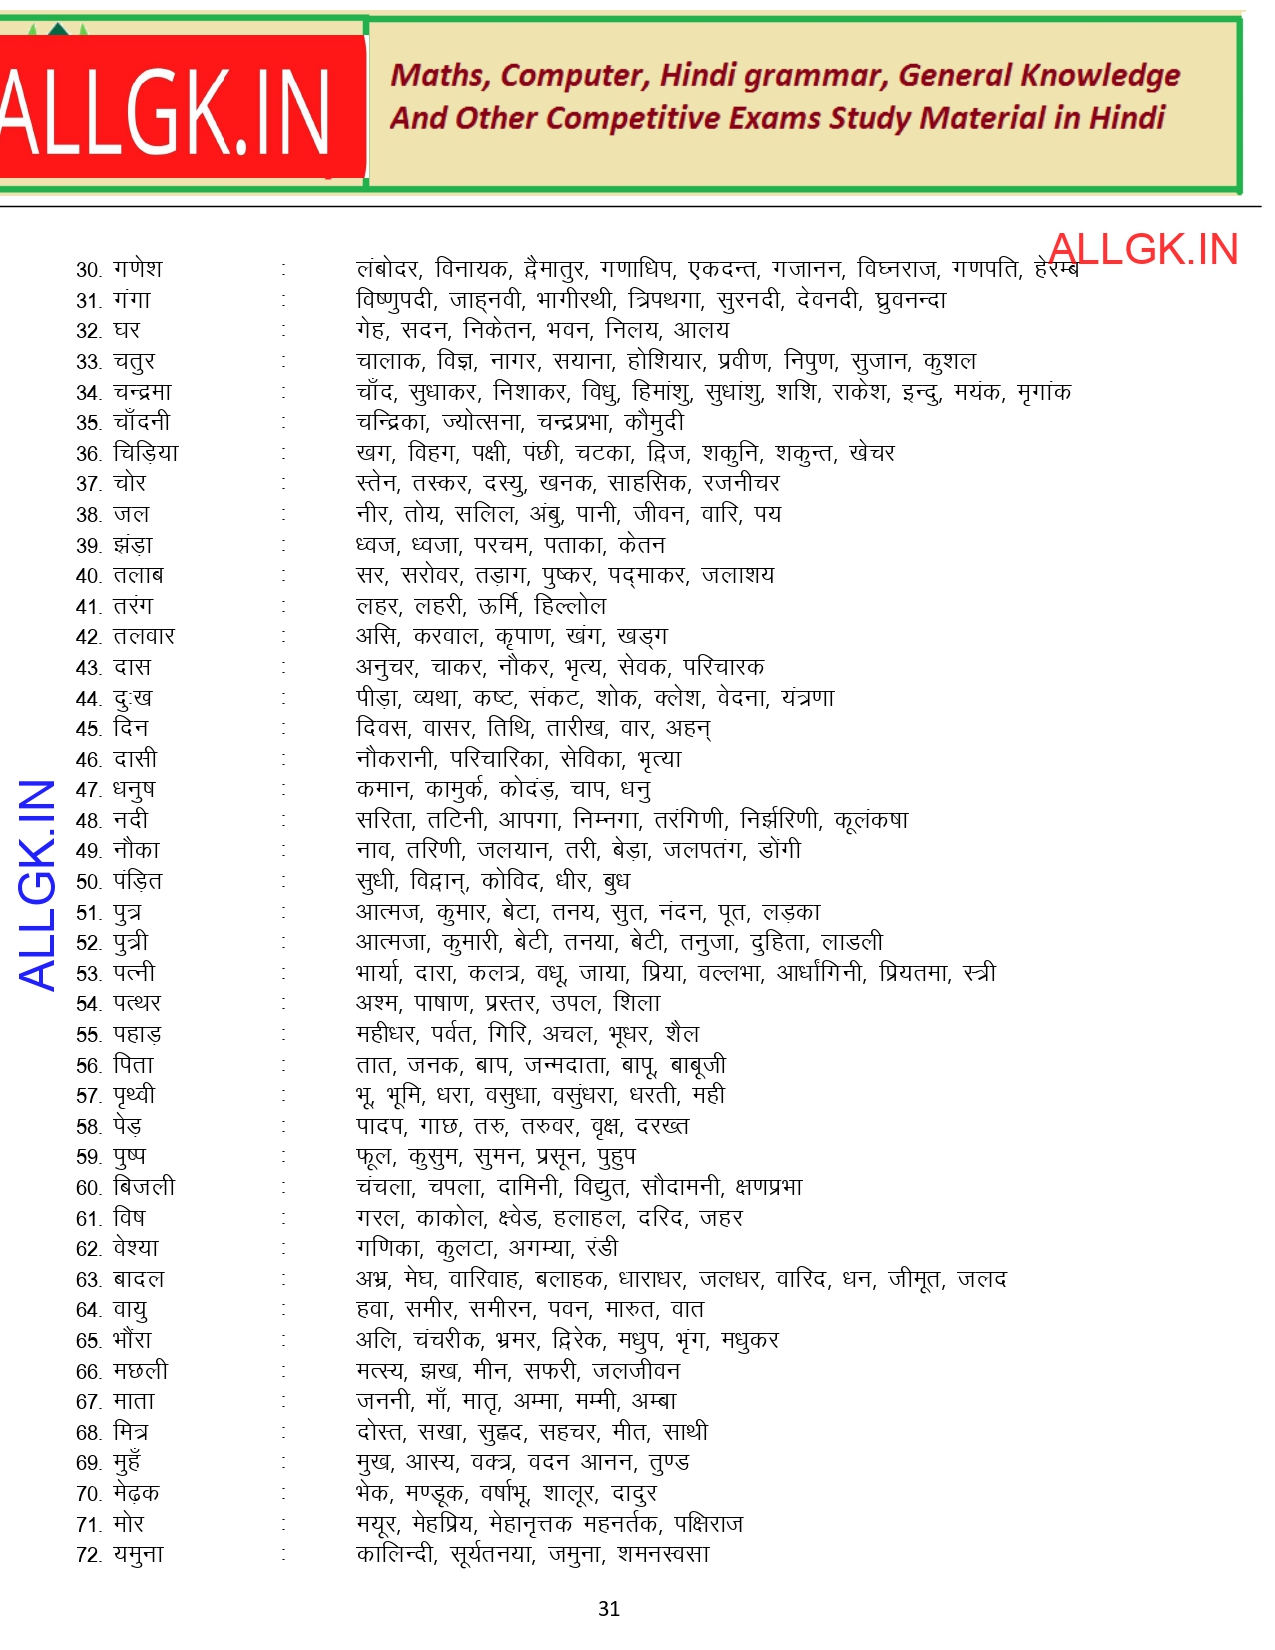 ALLGK.IN
Maths, Computer, Hindi grammar, General Knowledge
And Other Competitive Exams Study Material in Hindi
ALLGK.IN
30. गणेश : लंबोदर, विनायक, द्वैमातुर, गणाधिप, एकदन्त, गजानन, विघ्नराज, गणपति, हेरम्ब
31. गंगा : विष्णुपदी, जाह्नवी, भागीरथी, त्रिपथगा, सुरनदी, देवनदी, घ्रुवनन्दा
32. घर : गेह, सदन, निकेतन, भवन, निलय, आलय
33. चतुर : चालाक, विज्ञ, नागर, सयाना, होशियार, प्रवीण, निपुण, सुजान, कुशल
34. चन्द्रमा : चाँद, सुधाकर, निशाकर, विधु, हिमांशु, सुधांशु, शशि, राकेश, इन्दु, मयंक, मृगांक
35. चाँदनी : चन्द्रिका, ज्योत्सना, चन्द्रप्रभा, कौमुदी
36. चिड़िया : खग, विहग, पक्षी, पंछी, चटका, द्विज, शकुनि, शकुन्त, खेचर
37. चोर : स्तेन, तस्कर, दस्यु, खनक, साहसिक, रजनीचर
38. जल : नीर, तोय, सलिल, अंबु, पानी, जीवन, वारि, पय
39. झंड़ा : ध्वज, ध्वजा, परचम, पताका, केतन
40. तलाब : सर, सरोवर, तड़ाग, पुष्कर, पद्माकर, जलाशय
41. तरंग : लहर, लहरी, ऊर्मि, हिल्लोल
42. तलवार : असि, करवाल, कृपाण, खंग, खड्ग
43. दास : अनुचर, चाकर, नौकर, भृत्य, सेवक, परिचारक
44. दुःख : पीड़ा, व्यथा, कष्ट, संकट, शोक, क्लेश, वेदना, यंत्रणा
45. दिन : दिवस, वासर, तिथि, तारीख, वार, अहन्
46. दासी : नौकरानी, परिचारिका, सेविका, भृत्या
47. धनुष : कमान, कामुर्क, कोदंड़, चाप, धनु
48. नदी : सरिता, तटिनी, आपगा, निम्नगा, तरंगिणी, निर्झरिणी, कूलंकषा
49. नौका : नाव, तरिणी, जलयान, तरी, बेड़ा, जलपतंग, डोंगी
50. पंड़ित : सुधी, विद्वान्, कोविद, धीर, बुध
51. पुत्र : आत्मज, कुमार, बेटा, तनय, सुत, नंदन, पूत, लड़का
52. पुत्री : आत्मजा, कुमारी, बेटी, तनया, बेटी, तनुजा, दुहिता, लाडली
53. पत्नी : भार्या, दारा, कलत्र, वधू, जाया, प्रिया, वल्लभा, आर्धांगिनी, प्रियतमा, स्त्री
54. पत्थर : अश्म, पाषाण, प्रस्तर, उपल, शिला
55. पहाड़ : महीधर, पर्वत, गिरि, अचल, भूधर, शैल
56. पिता : तात, जनक, बाप, जन्मदाता, बापू, बाबूजी
57. पृथ्वी : भू, भूमि, धरा, वसुधा, वसुंधरा, धरती, मही
58. पेड़ : पादप, गाछ, तरु, तरुवर, वृक्ष, दरख्त
59. पुष्प : फूल, कुसुम, सुमन, प्रसून, पुहुप
60. बिजली : चंचला, चपला, दामिनी, विद्युत, सौदामनी, क्षणप्रभा
61. विष : गरल, काकोल, क्ष्वेड, हलाहल, दरिद, जहर
62. वेश्या : गणिका, कुलटा, अगम्या, रंडी
63. बादल : अभ्र, मेघ, वारिवाह, बलाहक, धाराधर, जलधर, वारिद, धन, जीमूत, जलद
64. वायु : हवा, समीर, समीरन, पवन, मारुत, वात
65. भौंरा : अलि, चंचरीक, भ्रमर, द्विरेक, मधुप, भृंग, मधुकर
66. मछली : मत्स्य, झख, मीन, सफरी, जलजीवन
67. माता : जननी, माँ, मातृ, अम्मा, मम्मी, अम्बा
68. मित्र : दोस्त, सखा, सुहृद, सहचर, मीत, साथी
69. मुहँ : मुख, आस्य, वक्त्र, वदन आनन, तुण्ड
70. मेढ़क : भेक, मण्डूक, वर्षाभू, शालूर, दादुर
71. मोर : मयूर, मेहप्रिय, मेहानृत्तक महनर्तक, पक्षिराज
72. यमुना : कालिन्दी, सूर्यतनया, जमुना, शमनस्वसा
ALLGK.IN
31